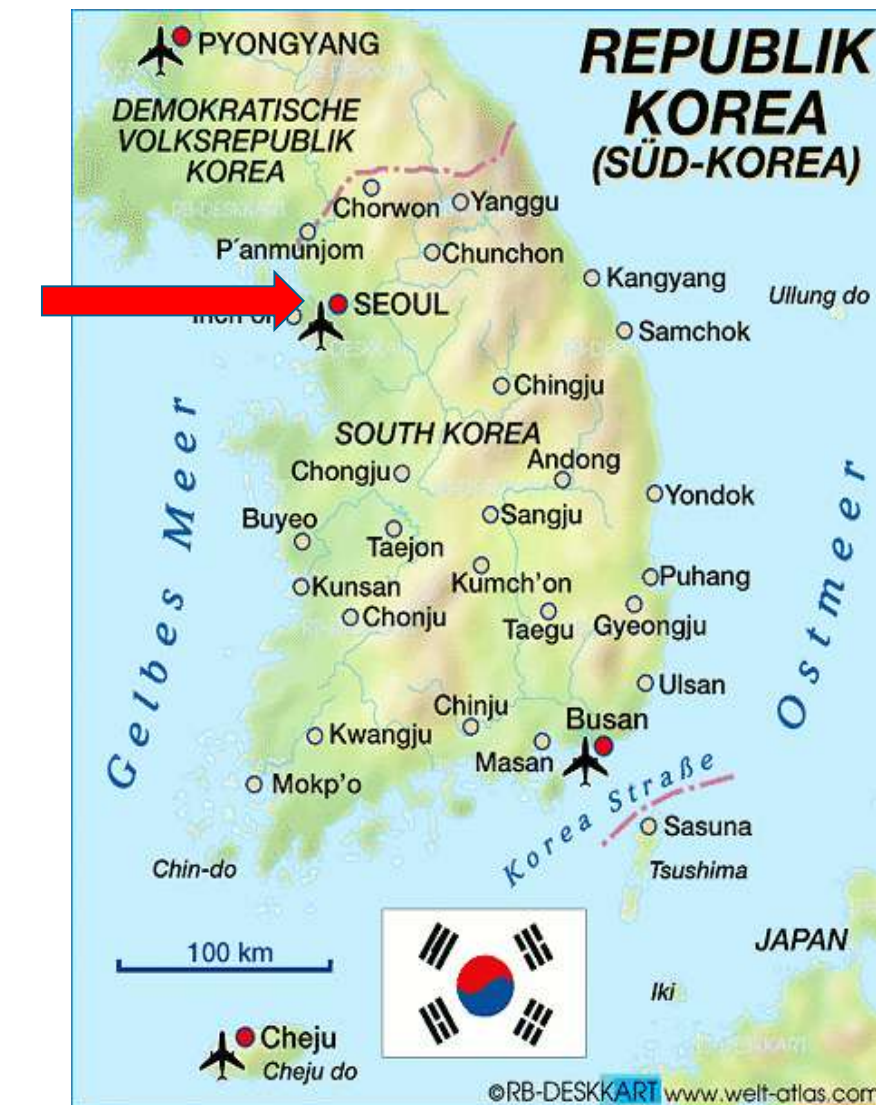 PYONGYANG
REPUBLIK
KOREA
(SÜD-KOREA)
DEMOKRATISCHE
VOLKSREPUBLIK
KOREA
Chorwon
Yanggu
P´anmunjom
Chunchon
Kangyang
Ullung do
SEOUL
Samchok
Chingju
SOUTH KOREA
Andong
Chongju
Yondok
Buyeo
Sangju
Taejon
Kumch'on
Puhang
Kunsan
Chonju
Taegu
Gyeongju
Gelbes Meer
Ostmeer
Ulsan
Chinju
Busan
Kwangju
Masan
Mokp'o
Korea Straße
Sasuna
Chin-do
Tsushima
100 km
JAPAN
Iki
Cheju
Cheju do
©RB-DESKKART www.welt-atlas.com